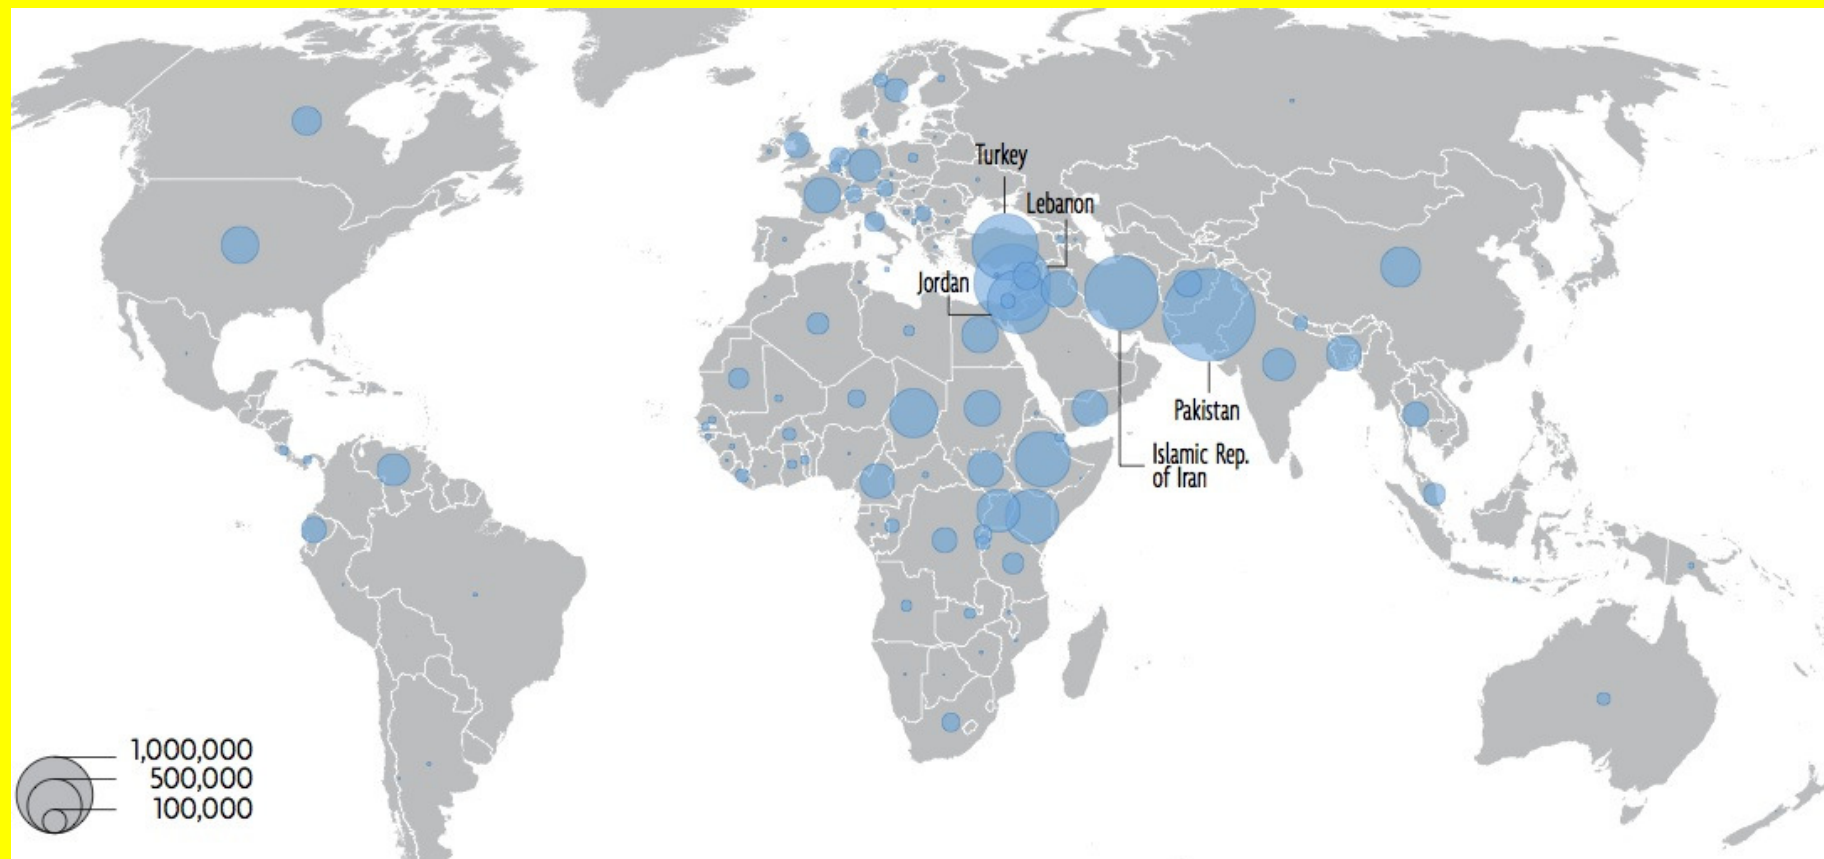 Turkey
Lebanon
Jordan
Pakistan
Islamic Rep.
of Iran
1,000,000
500,000
100,000